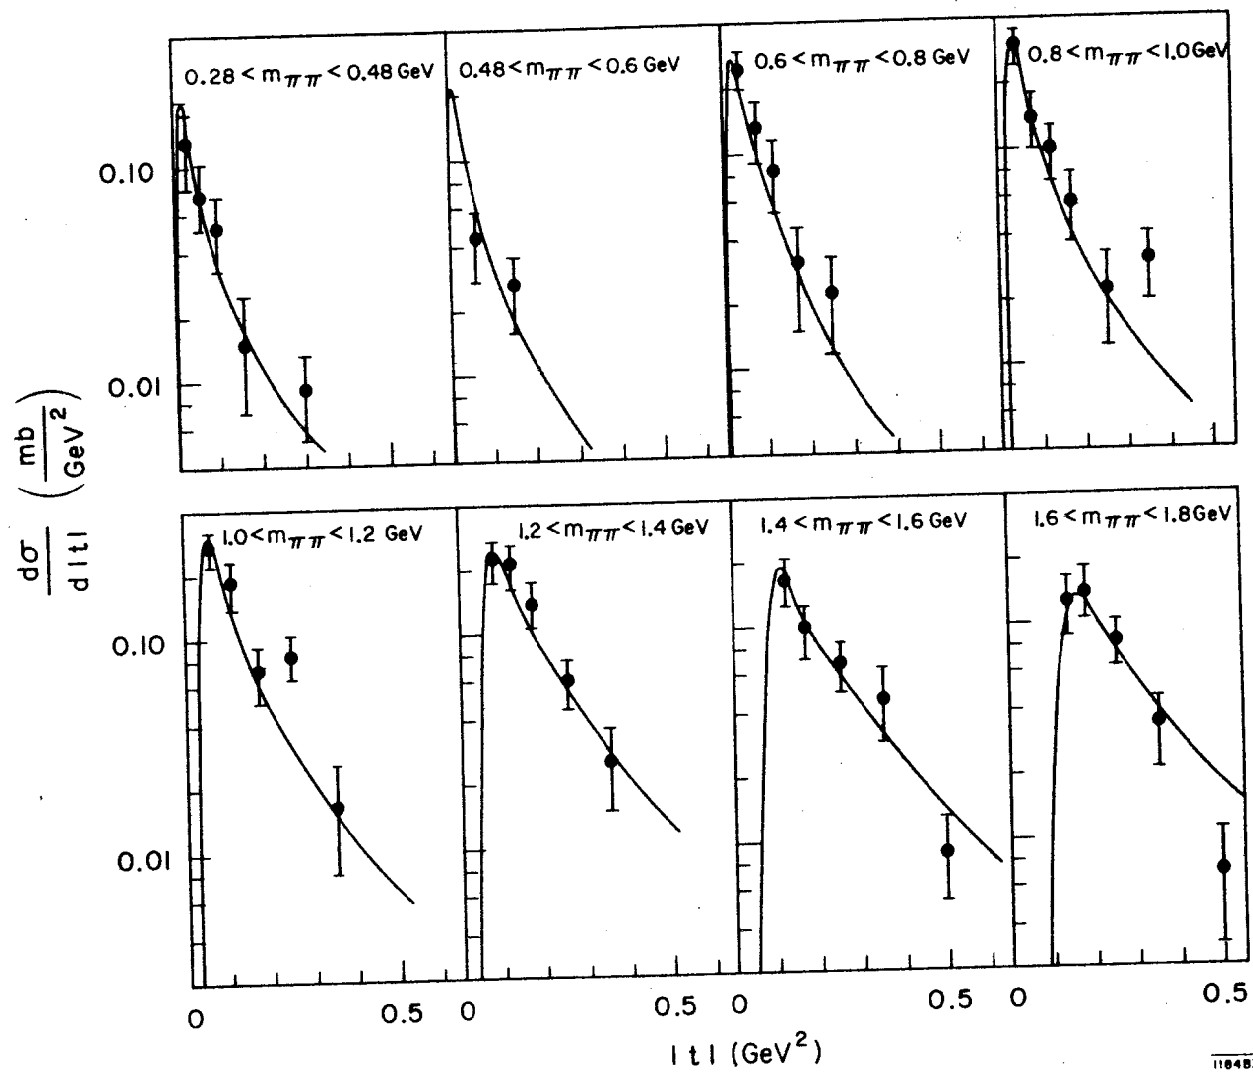 0.28 < mππ < 0.48 GeV
0.48 < mππ < 0.6 GeV
0.6 < mππ < 0.8 GeV
0.8 < mππ < 1.0 GeV
0.10
0.01
dσ/d|t| (mb/GeV²)
1.0 < mππ < 1.2 GeV
1.2 < mππ < 1.4 GeV
1.4 < mππ < 1.6 GeV
1.6 < mππ < 1.8 GeV
0.10
0.01
0 0.5 0 0.5 0 0.5 0 0.5
|t| (GeV²)